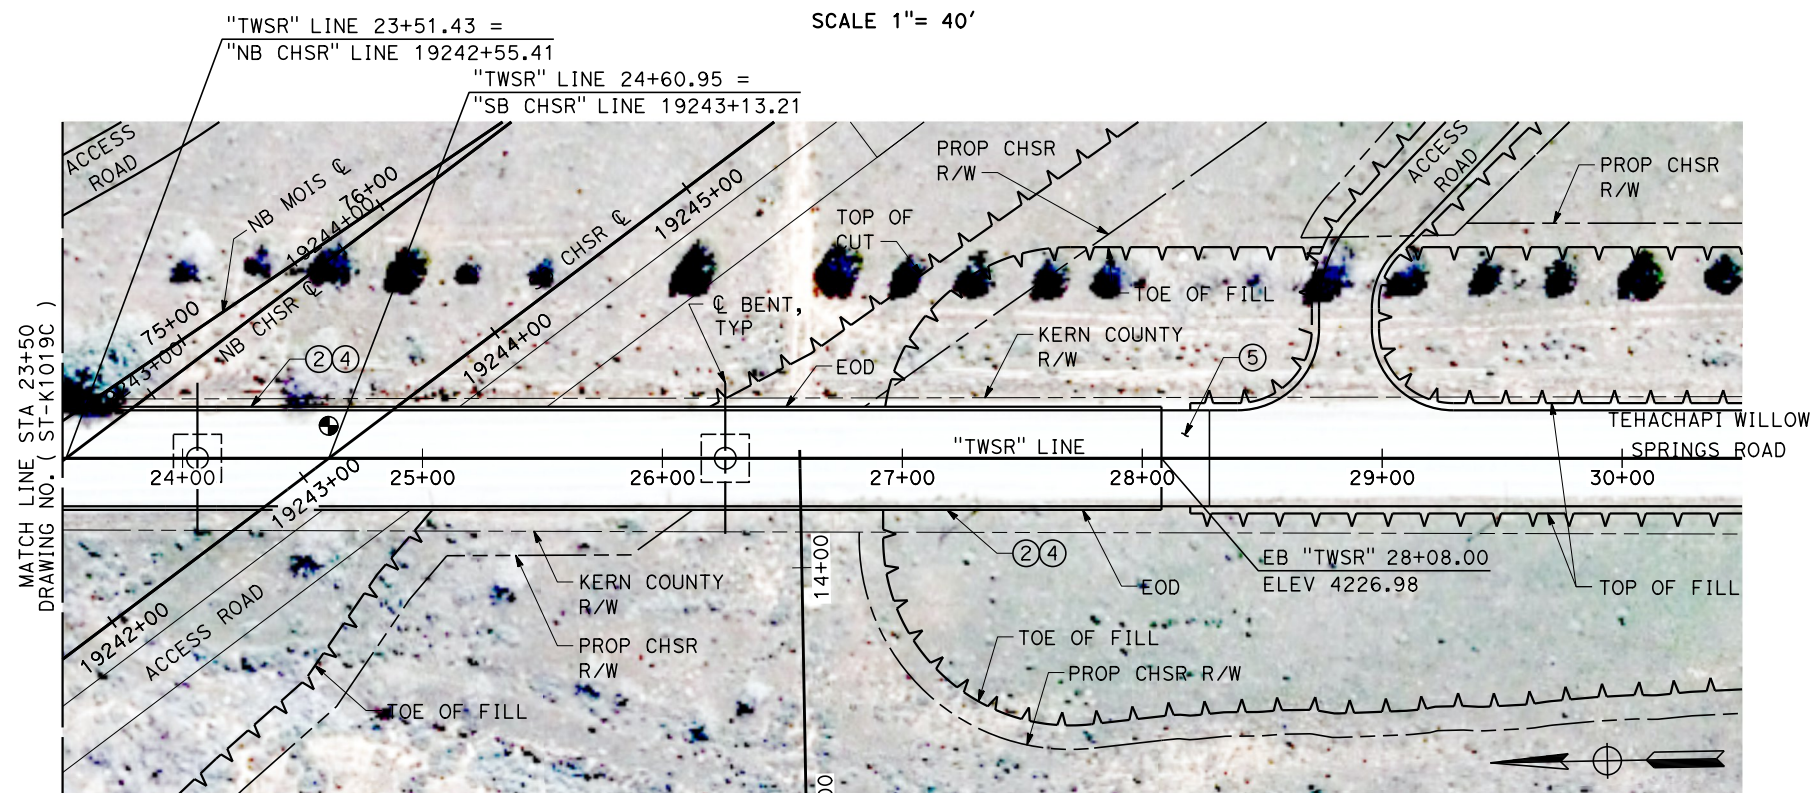 SCALE 1"= 40'
"TWSR" LINE 23+51.43 =
"NB CHSR" LINE 19242+55.41
"TWSR" LINE 24+60.95 =
"SB CHSR" LINE 19243+13.21
ACCESS
ROAD
NB MOIS ℄
76+00
19244+00
CHSR ℄
19245+00
PROP CHSR
R/W
ACCESS
ROAD
PROP CHSR
R/W
TOP OF
CUT
75+00
NB CHSR ℄
19243+00
19244+00
℄ BENT,
TYP
TOE OF FILL
KERN COUNTY
R/W
2 4
EOD
5
MATCH LINE STA 23+50
DRAWING NO. ( ST-K1019C )
"TWSR" LINE
TEHACHAPI WILLOW
SPRINGS ROAD
24+00
25+00
26+00
27+00
28+00
29+00
30+00
19243+00
19242+00
ACCESS ROAD
KERN COUNTY
R/W
PROP CHSR
R/W
TOE OF FILL
14+00
2 4
EOD
EB "TWSR" 28+08.00
ELEV 4226.98
TOP OF FILL
TOE OF FILL
PROP CHSR R/W
00